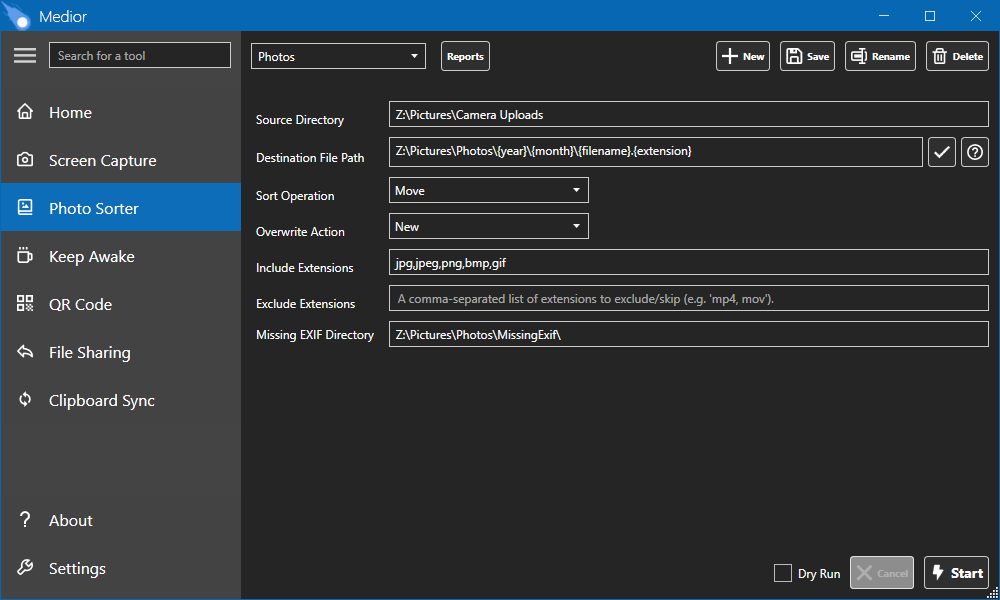 Medior
Search for a tool
Photos
Reports
New
Save
Rename
Delete
Home
Screen Capture
Photo Sorter
Keep Awake
QR Code
File Sharing
Clipboard Sync
About
Settings
Source Directory
Z:\Pictures\Camera Uploads
Destination File Path
Z:\Pictures\Photos\{year}\{month}\{filename}.{extension}
Sort Operation
Move
Overwrite Action
New
Include Extensions
jpg,jpeg,png,bmp,gif
Exclude Extensions
A comma-separated list of extensions to exclude/skip (e.g. 'mp4, mov').
Missing EXIF Directory
Z:\Pictures\Photos\MissingExif\
Dry Run
Cancel
Start